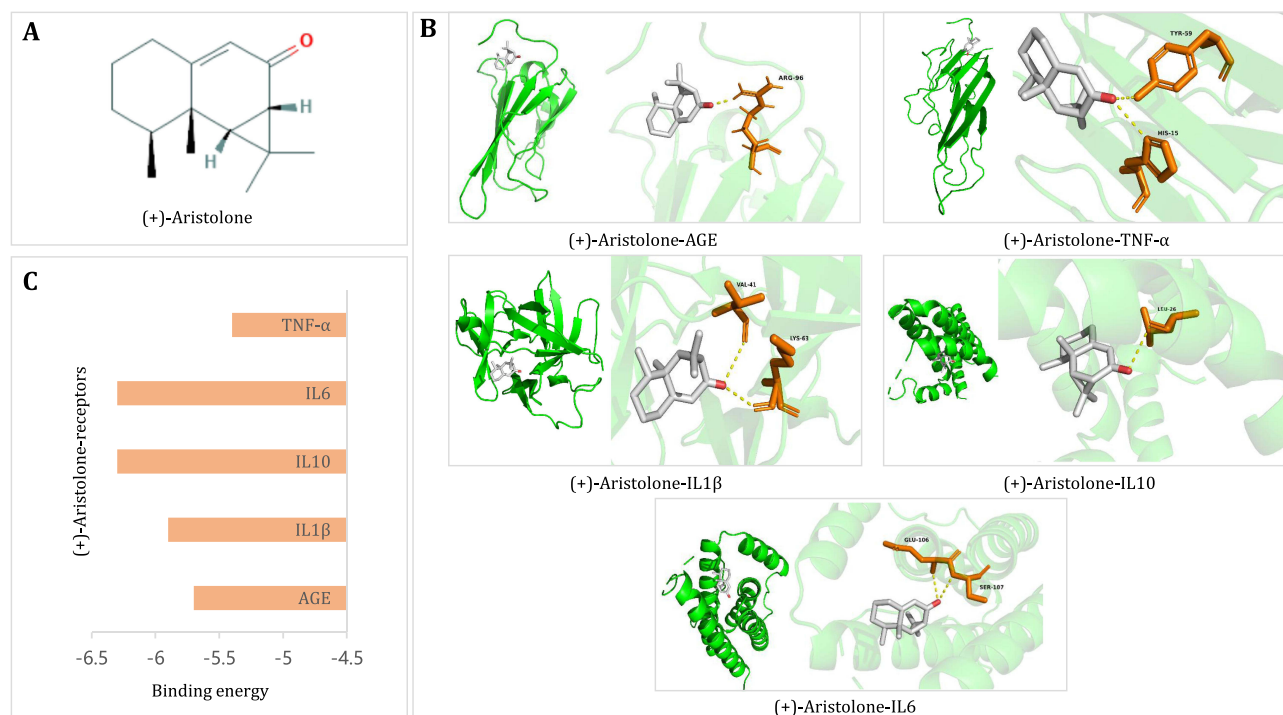 A
O
H
H
(+)-Aristolone
B
ARG-96
(+)-Aristolone-AGE
TYR-59
HIS-15
(+)-Aristolone-TNF-α
VAL-41
LYS-63
(+)-Aristolone-IL1β
LEU-26
(+)-Aristolone-IL10
GLU-106
SER-107
(+)-Aristolone-IL6
C
(+)-Aristolone-receptors
TNF-α
IL6
IL10
IL1β
AGE
-6.5 -6 -5.5 -5 -4.5
Binding energy